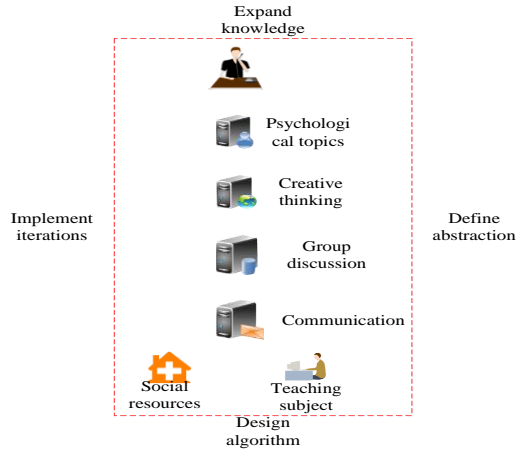 Expand
knowledge
Psychologi
cal topics
Creative
thinking
Implement
iterations
Define
abstraction
Group
discussion
Communication
Social
resources
Teaching
subject
Design
algorithm